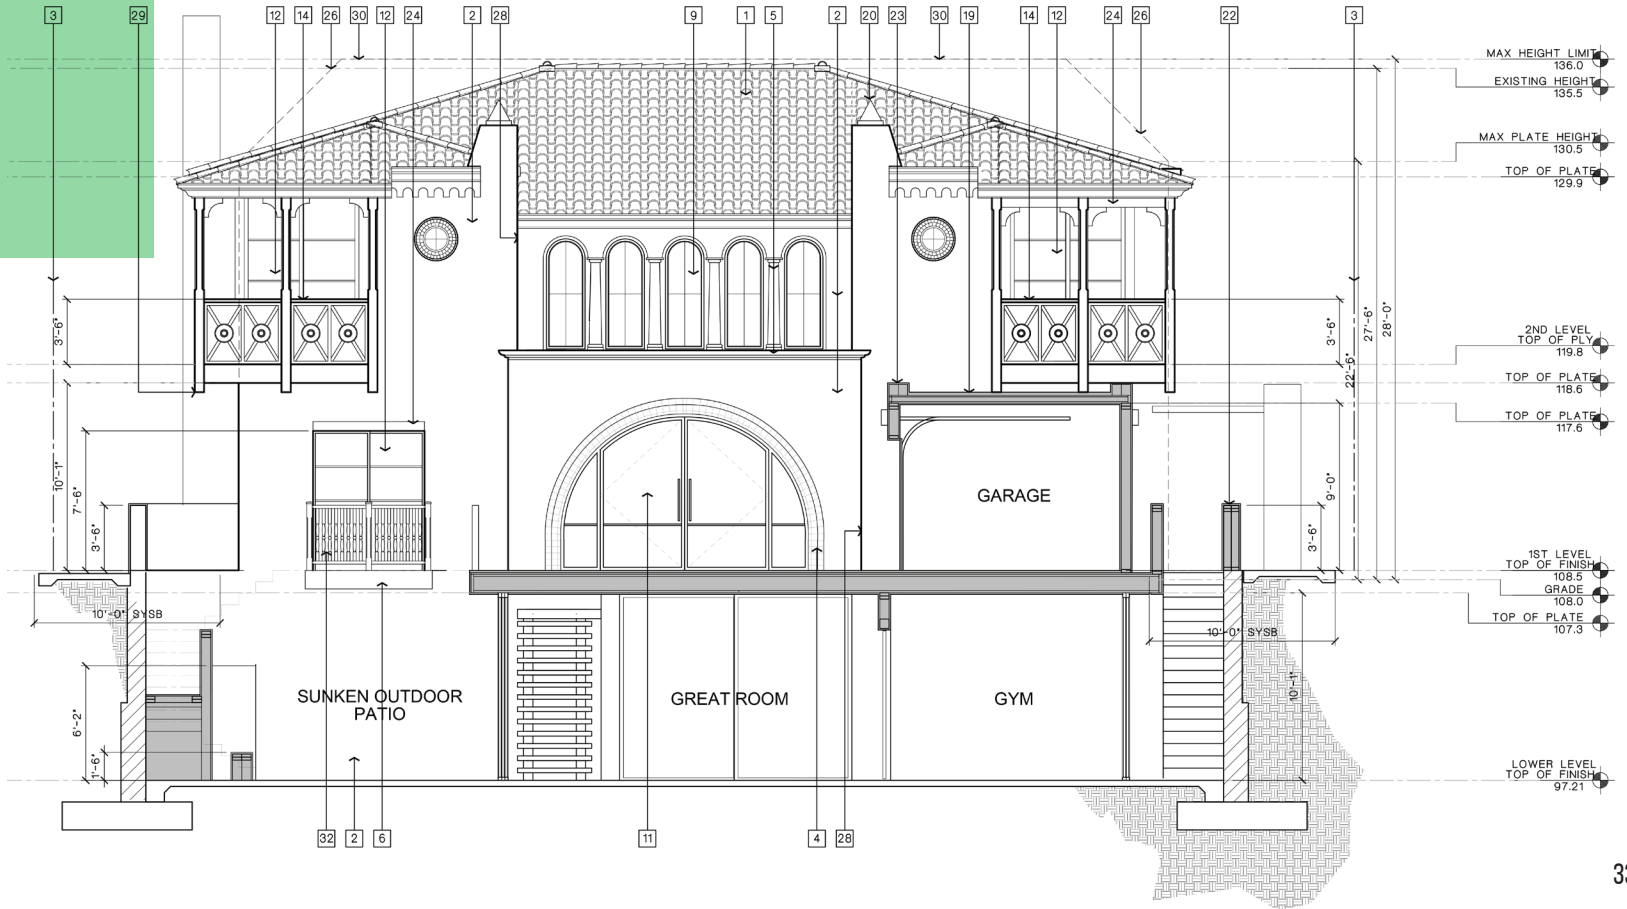 3 29 12 14 26 30 12 24 2 28 9 1 5 2 20 23 30 19 14 12 24 26 22 3
MAX HEIGHT LIMIT
136.0
EXISTING HEIGHT
135.5
MAX PLATE HEIGHT
130.5
TOP OF PLATE
129.9
2ND LEVEL
TOP OF PLY
119.8
TOP OF PLATE
118.6
TOP OF PLATE
117.6
3'-6"
3'-6"
22'-6"
27'-6"
28'-0"
10'-1"
7'-6"
3'-6"
GARAGE
9'-0"
3'-6"
1ST LEVEL
TOP OF FINISH
108.5
GRADE
108.0
TOP OF PLATE
107.3
10'-0" SYSB
10'-0" SYSB
SUNKEN OUTDOOR
PATIO
GREAT ROOM
GYM
10'-1"
6'-2"
1'-6"
LOWER LEVEL
TOP OF FINISH
97.21
32 2 6 11 4 28
33